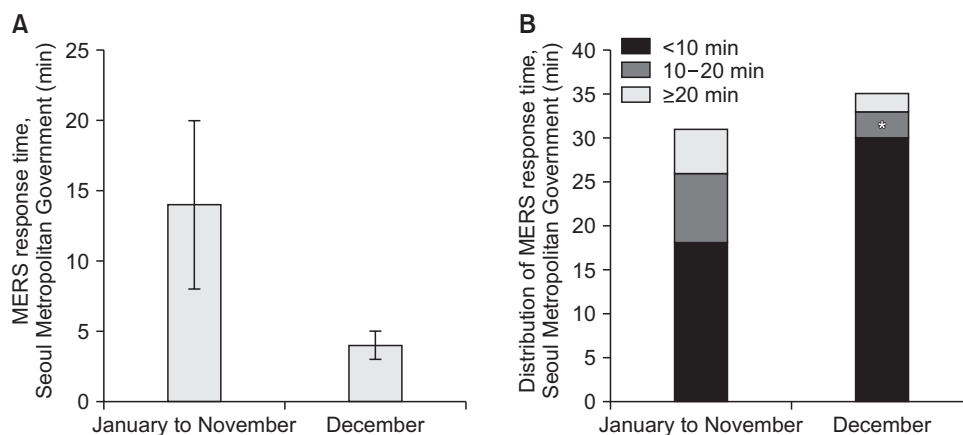 A
MERS response time,
Seoul Metropolitan Government (min)
25
20
15
10
5
0
January to November
December
B
Distribution of MERS response time,
Seoul Metropolitan Government (min)
<10 min
10–20 min
≥20 min
40
35
30
25
20
15
10
5
0
*
January to November
December